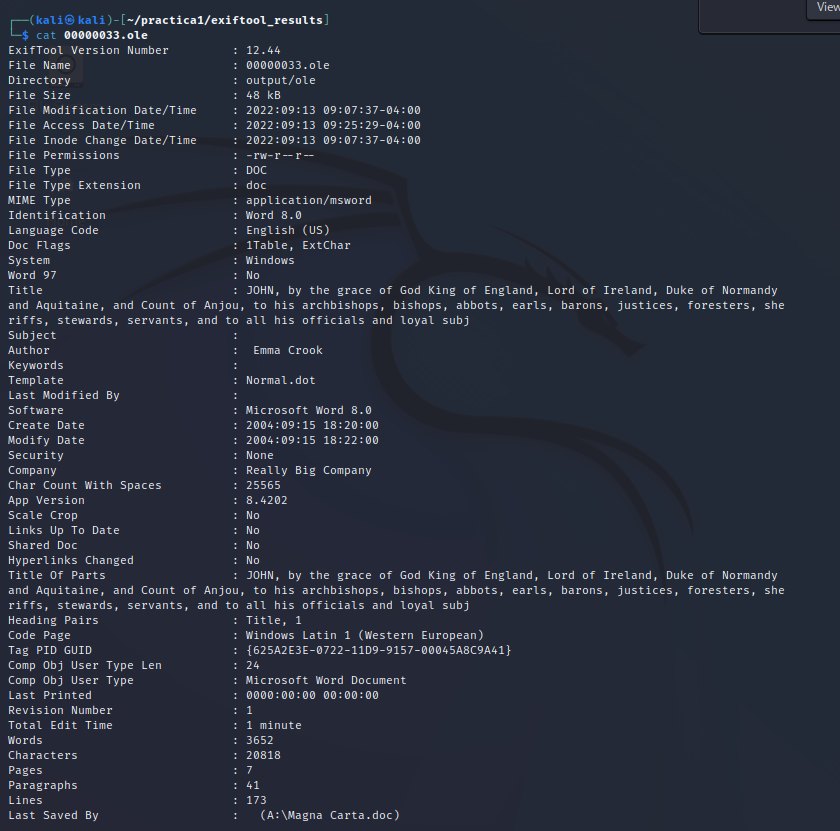 View
┌──(kali㉿kali)-[~/practica1/exiftool_results]
└─$ cat 00000033.ole
ExifTool Version Number : 12.44
File Name : 00000033.ole
Directory : output/ole
File Size : 48 kB
File Modification Date/Time : 2022:09:13 09:07:37-04:00
File Access Date/Time : 2022:09:13 09:25:29-04:00
File Inode Change Date/Time : 2022:09:13 09:07:37-04:00
File Permissions : -rw-r--r--
File Type : DOC
File Type Extension : doc
MIME Type : application/msword
Identification : Word 8.0
Language Code : English (US)
Doc Flags : 1Table, ExtChar
System : Windows
Word 97 : No
Title : JOHN, by the grace of God King of England, Lord of Ireland, Duke of Normandy
and Aquitaine, and Count of Anjou, to his archbishops, bishops, abbots, earls, barons, justices, foresters, she
riffs, stewards, servants, and to all his officials and loyal subj
Subject :
Author : Emma Crook
Keywords :
Template : Normal.dot
Last Modified By :
Software : Microsoft Word 8.0
Create Date : 2004:09:15 18:20:00
Modify Date : 2004:09:15 18:22:00
Security : None
Company : Really Big Company
Char Count With Spaces : 25565
App Version : 8.4202
Scale Crop : No
Links Up To Date : No
Shared Doc : No
Hyperlinks Changed : No
Title Of Parts : JOHN, by the grace of God King of England, Lord of Ireland, Duke of Normandy
and Aquitaine, and Count of Anjou, to his archbishops, bishops, abbots, earls, barons, justices, foresters, she
riffs, stewards, servants, and to all his officials and loyal subj
Heading Pairs : Title, 1
Code Page : Windows Latin 1 (Western European)
Tag PID GUID : {625A2E3E-0722-11D9-9157-00045A8C9A41}
Comp Obj User Type Len : 24
Comp Obj User Type : Microsoft Word Document
Last Printed : 0000:00:00 00:00:00
Revision Number : 1
Total Edit Time : 1 minute
Words : 3652
Characters : 20818
Pages : 7
Paragraphs : 41
Lines : 173
Last Saved By : (A:\Magna Carta.doc)